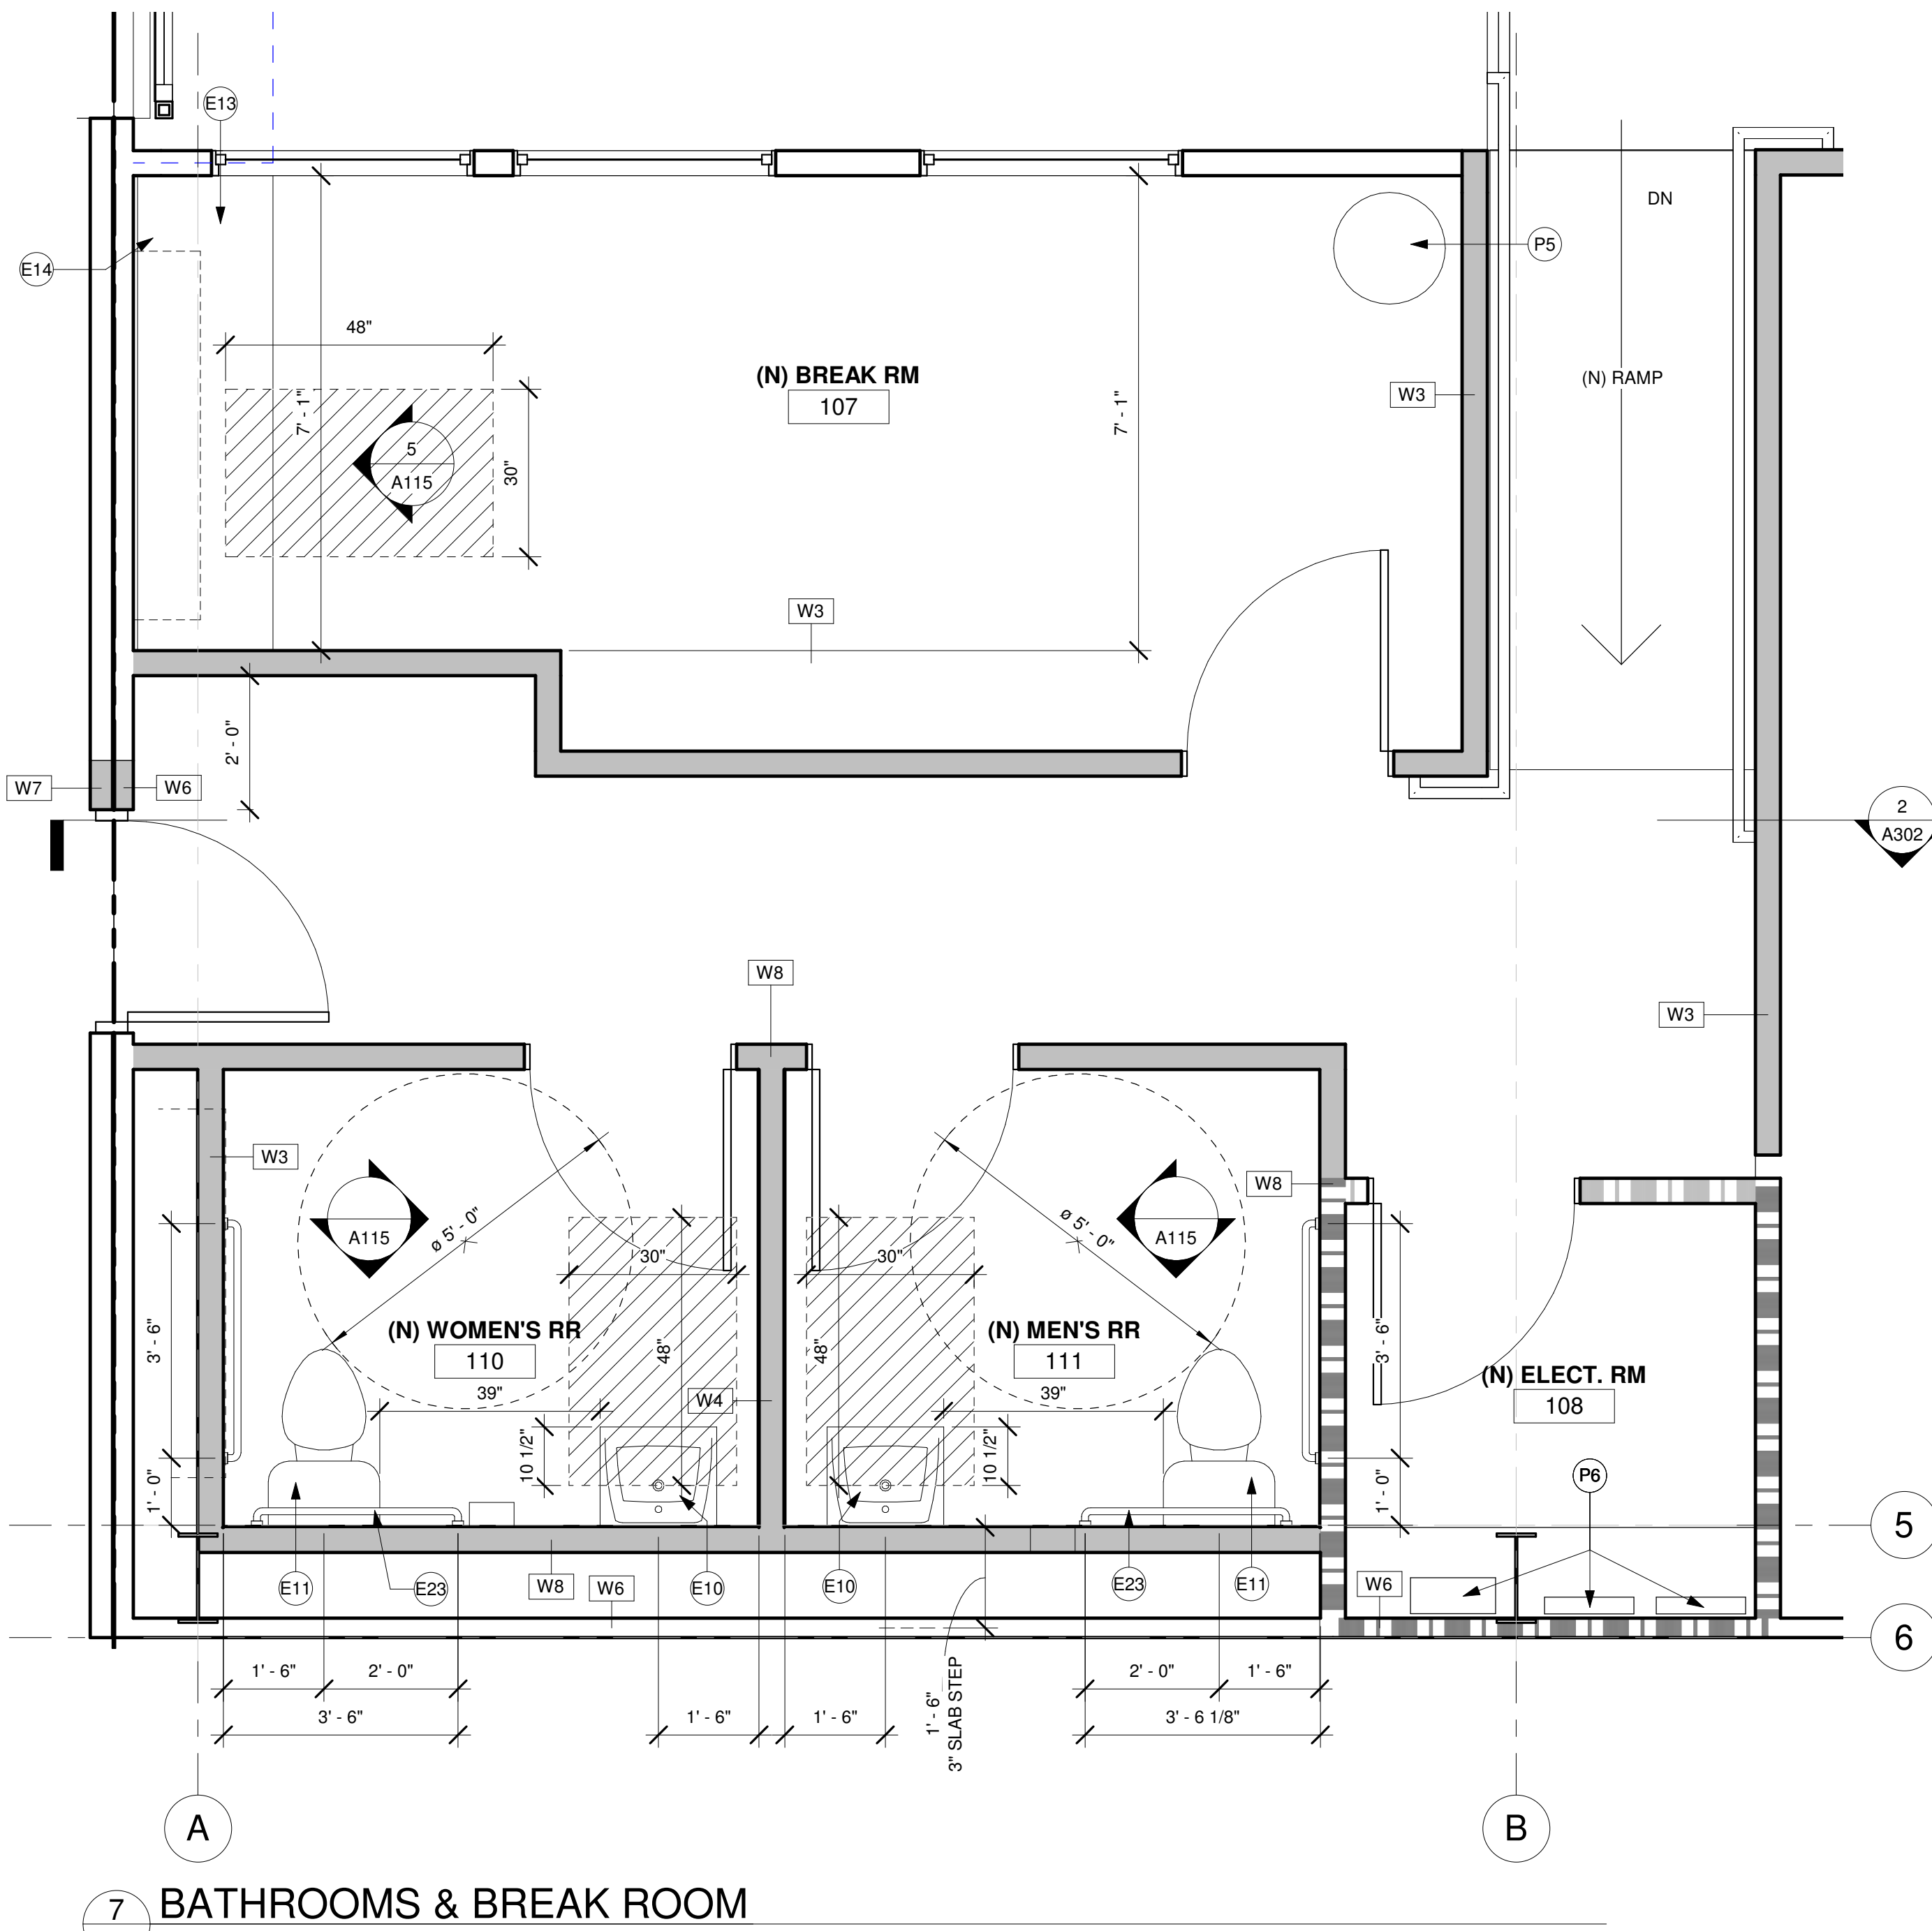 E13
E14
DN
P5
48"
(N) BREAK RM
107
(N) RAMP
W3
7' - 1"
7' - 1"
5
A115
30"
W3
2' - 0"
W7
W6
2
A302
W8
W3
W3
W8
A115
ø 5' - 0"
A115
ø 5' - 0"
30"
30"
3' - 6"
(N) WOMEN'S RR
110
48"
48"
(N) MEN'S RR
111
3' - 6"
(N) ELECT. RM
108
39"
39"
W4
10 1/2"
10 1/2"
1' - 0"
1' - 0"
P6
5
E11
E23
W8
W6
E10
E10
E23
E11
W6
6
1' - 6"
2' - 0"
2' - 0"
1' - 6"
3' - 6"
1' - 6"
1' - 6"
1' - 6"
3" SLAB STEP
3' - 6 1/8"
A
B
7
BATHROOMS & BREAK ROOM